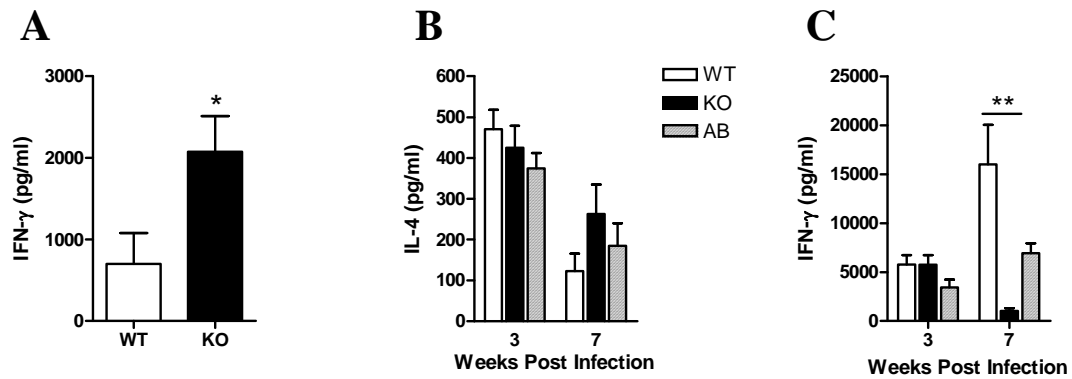 A
IFN-γ (pg/ml)
3000
2000
1000
0
*
WT
KO
B
IL-4 (pg/ml)
600
500
400
300
200
100
0
3
7
Weeks Post Infection
WT
KO
AB
C
IFN-γ (pg/ml)
25000
20000
15000
10000
5000
0
**
3
7
Weeks Post Infection